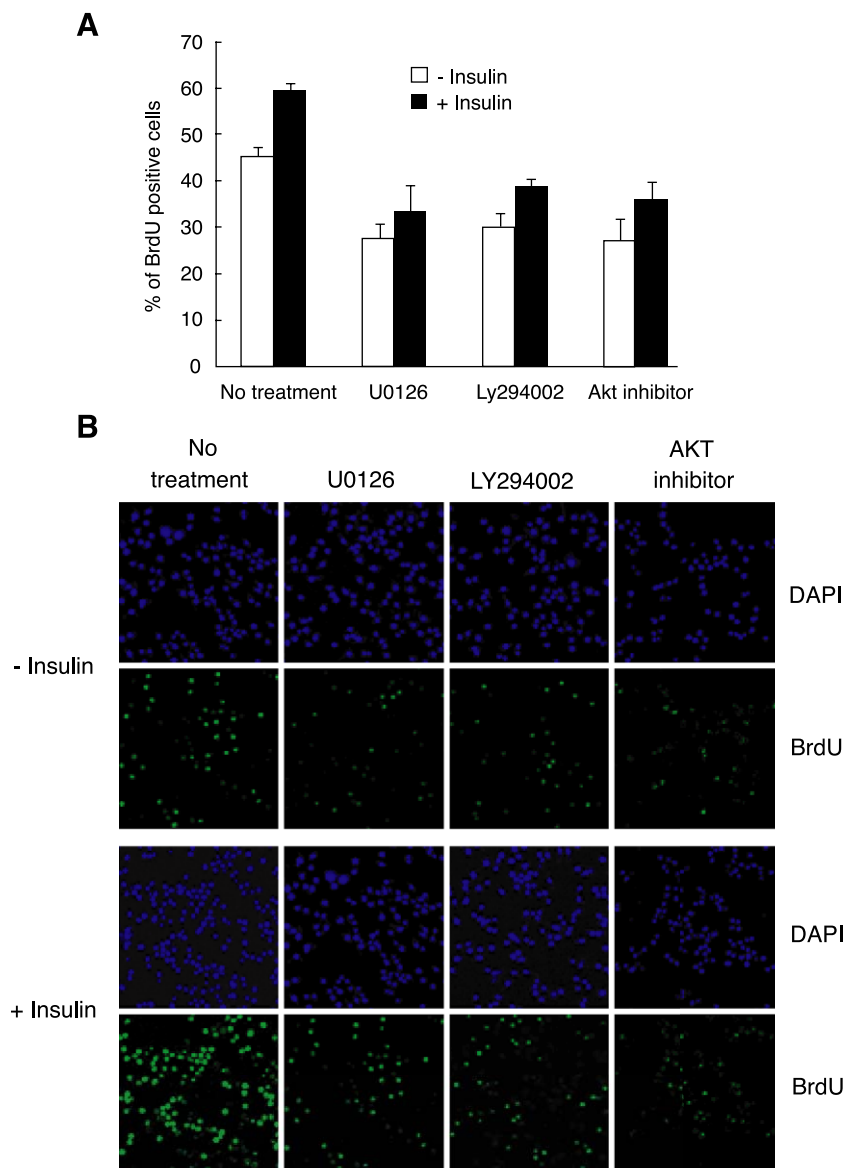 A
70
60
50
40
30
20
10
0
% of BrdU positive cells
- Insulin
+ Insulin
No treatment
U0126
Ly294002
Akt inhibitor
B
No
treatment
U0126
LY294002
AKT
inhibitor
- Insulin
DAPI
BrdU
+ Insulin
DAPI
BrdU